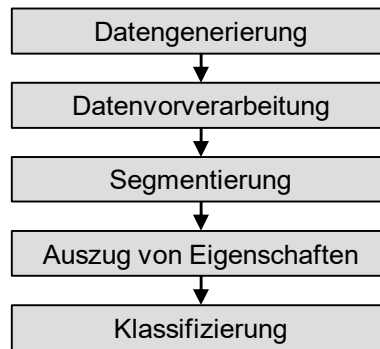 Datengenerierung
Datenvorverarbeitung
Segmentierung
Auszug von Eigenschaften
Klassifizierung